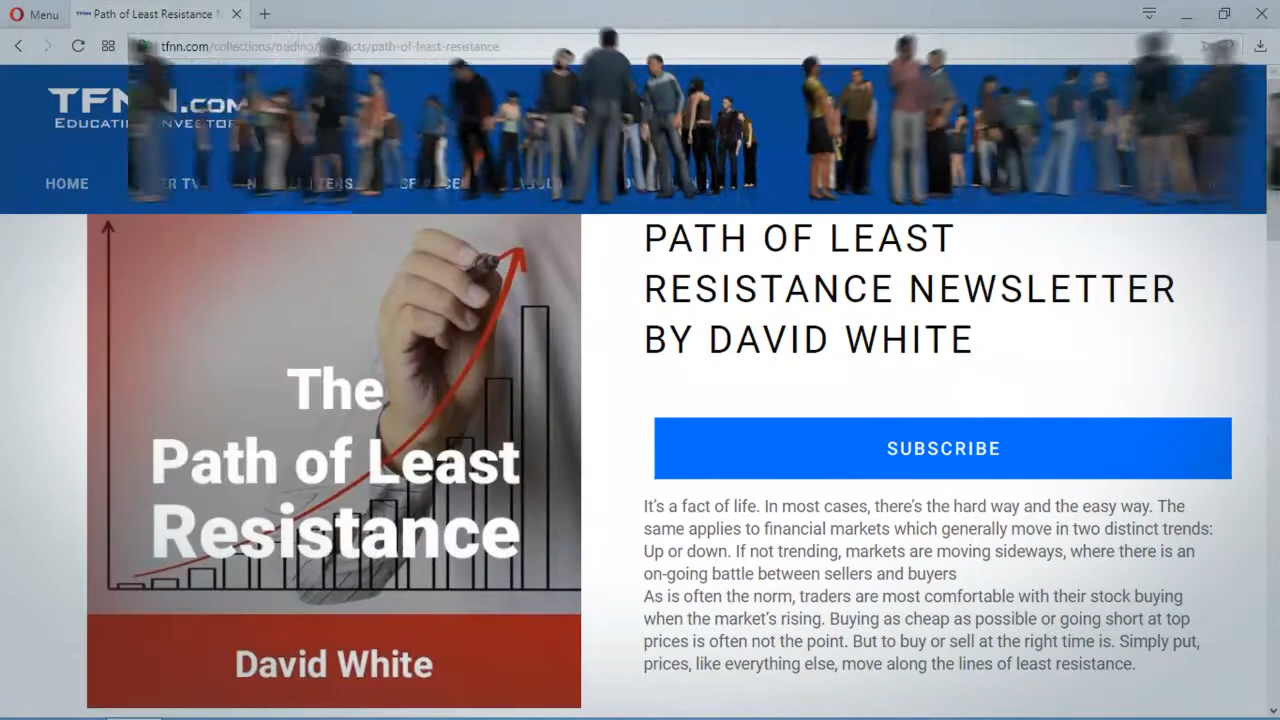 Menu
Path of Least Resistance
tfnn.com/collections/
/path-of-least-resistance
TFNN.COM
HOME
PATH OF LEAST
RESISTANCE NEWSLETTER
BY DAVID WHITE
The
Path of Least
Resistance
David White
SUBSCRIBE
It's a fact of life. In most cases, there's the hard way and the easy way. The
same applies to financial markets which generally move in two distinct trends:
Up or down. If not trending, markets are moving sideways, where there is an
on-going battle between sellers and buyers
As is often the norm, traders are most comfortable with their stock buying
when the market's rising. Buying as cheap as possible or going short at top
prices is often not the point. But to buy or sell at the right time is. Simply put,
prices, like everything else, move along the lines of least resistance.